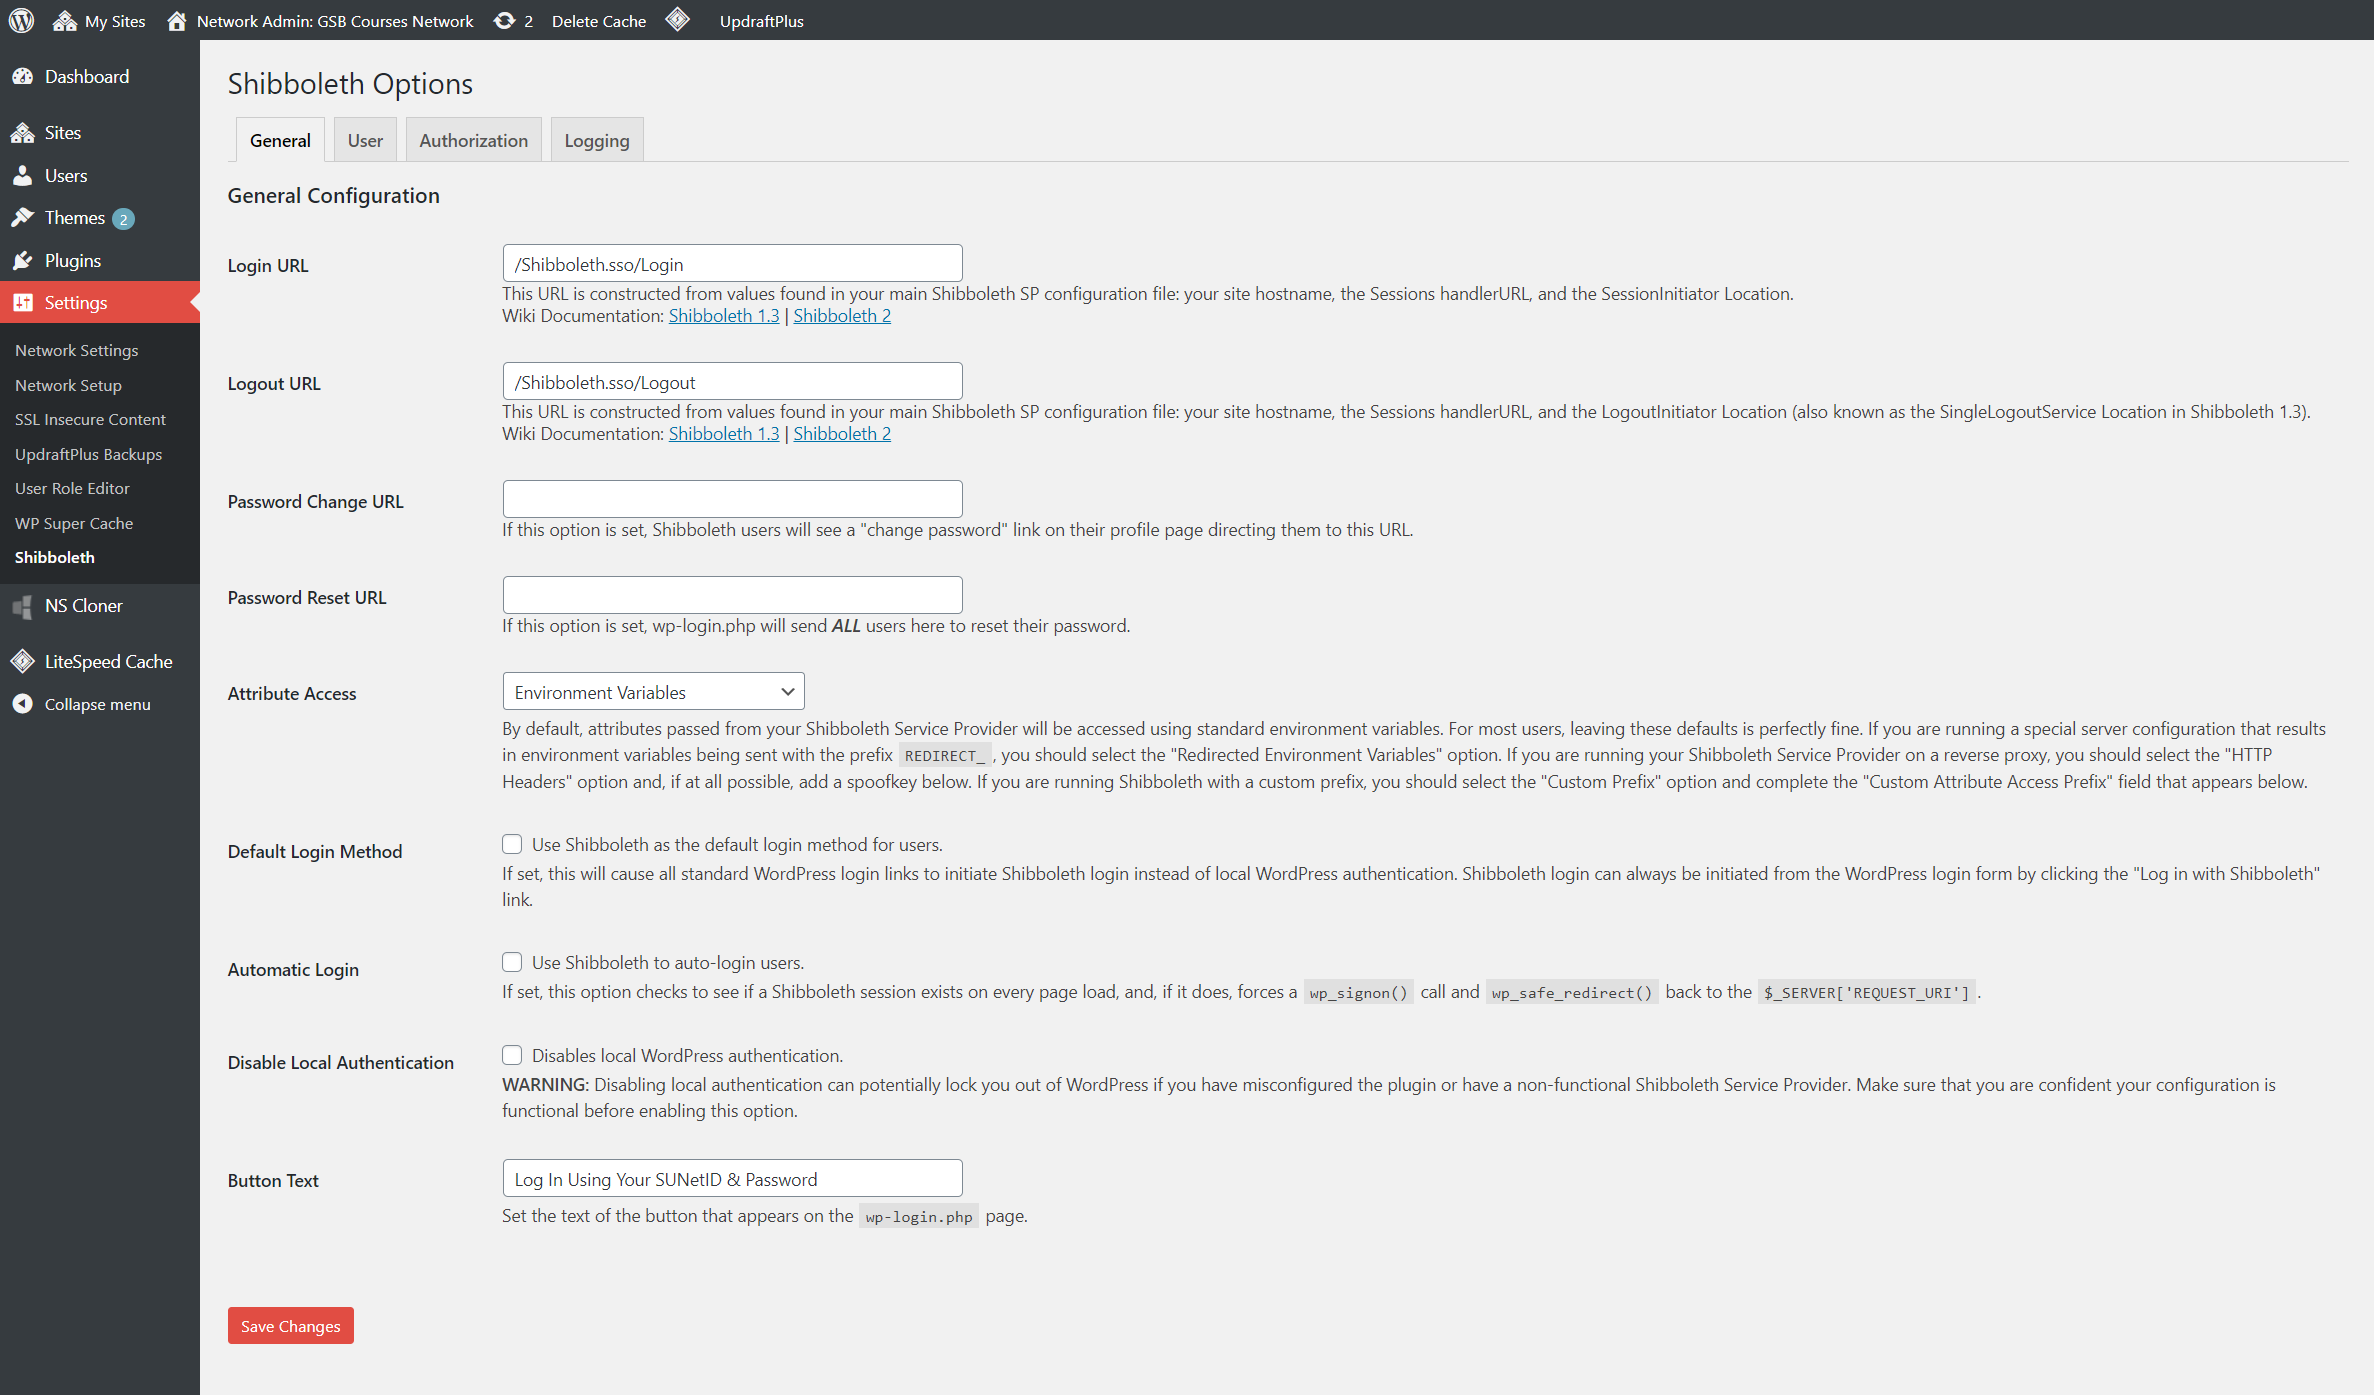 My Sites
Network Admin: GSB Courses Network
2
Delete Cache
UpdraftPlus
Dashboard
Sites
Users
Themes 2
Plugins
Settings
Network Settings
Network Setup
SSL Insecure Content
UpdraftPlus Backups
User Role Editor
WP Super Cache
Shibboleth
NS Cloner
LiteSpeed Cache
Collapse menu
Shibboleth Options
General
User
Authorization
Logging
General Configuration
Login URL
/Shibboleth.sso/Login
This URL is constructed from values found in your main Shibboleth SP configuration file: your site hostname, the Sessions handlerURL, and the SessionInitiator Location.
Wiki Documentation: Shibboleth 1.3 | Shibboleth 2
Logout URL
/Shibboleth.sso/Logout
This URL is constructed from values found in your main Shibboleth SP configuration file: your site hostname, the Sessions handlerURL, and the LogoutInitiator Location (also known as the SingleLogoutService Location in Shibboleth 1.3).
Wiki Documentation: Shibboleth 1.3 | Shibboleth 2
Password Change URL
If this option is set, Shibboleth users will see a "change password" link on their profile page directing them to this URL.
Password Reset URL
If this option is set, wp-login.php will send ALL users here to reset their password.
Attribute Access
Environment Variables
By default, attributes passed from your Shibboleth Service Provider will be accessed using standard environment variables. For most users, leaving these defaults is perfectly fine. If you are running a special server configuration that results
in environment variables being sent with the prefix REDIRECT_ , you should select the "Redirected Environment Variables" option. If you are running your Shibboleth Service Provider on a reverse proxy, you should select the "HTTP
Headers" option and, if at all possible, add a spoofkey below. If you are running Shibboleth with a custom prefix, you should select the "Custom Prefix" option and complete the "Custom Attribute Access Prefix" field that appears below.
Default Login Method
Use Shibboleth as the default login method for users.
If set, this will cause all standard WordPress login links to initiate Shibboleth login instead of local WordPress authentication. Shibboleth login can always be initiated from the WordPress login form by clicking the "Log in with Shibboleth"
link.
Automatic Login
Use Shibboleth to auto-login users.
If set, this option checks to see if a Shibboleth session exists on every page load, and, if it does, forces a wp_signon() call and wp_safe_redirect() back to the $_SERVER['REQUEST_URI'] .
Disable Local Authentication
Disables local WordPress authentication.
WARNING: Disabling local authentication can potentially lock you out of WordPress if you have misconfigured the plugin or have a non-functional Shibboleth Service Provider. Make sure that you are confident your configuration is
functional before enabling this option.
Button Text
Log In Using Your SUNetID & Password
Set the text of the button that appears on the wp-login.php page.
Save Changes